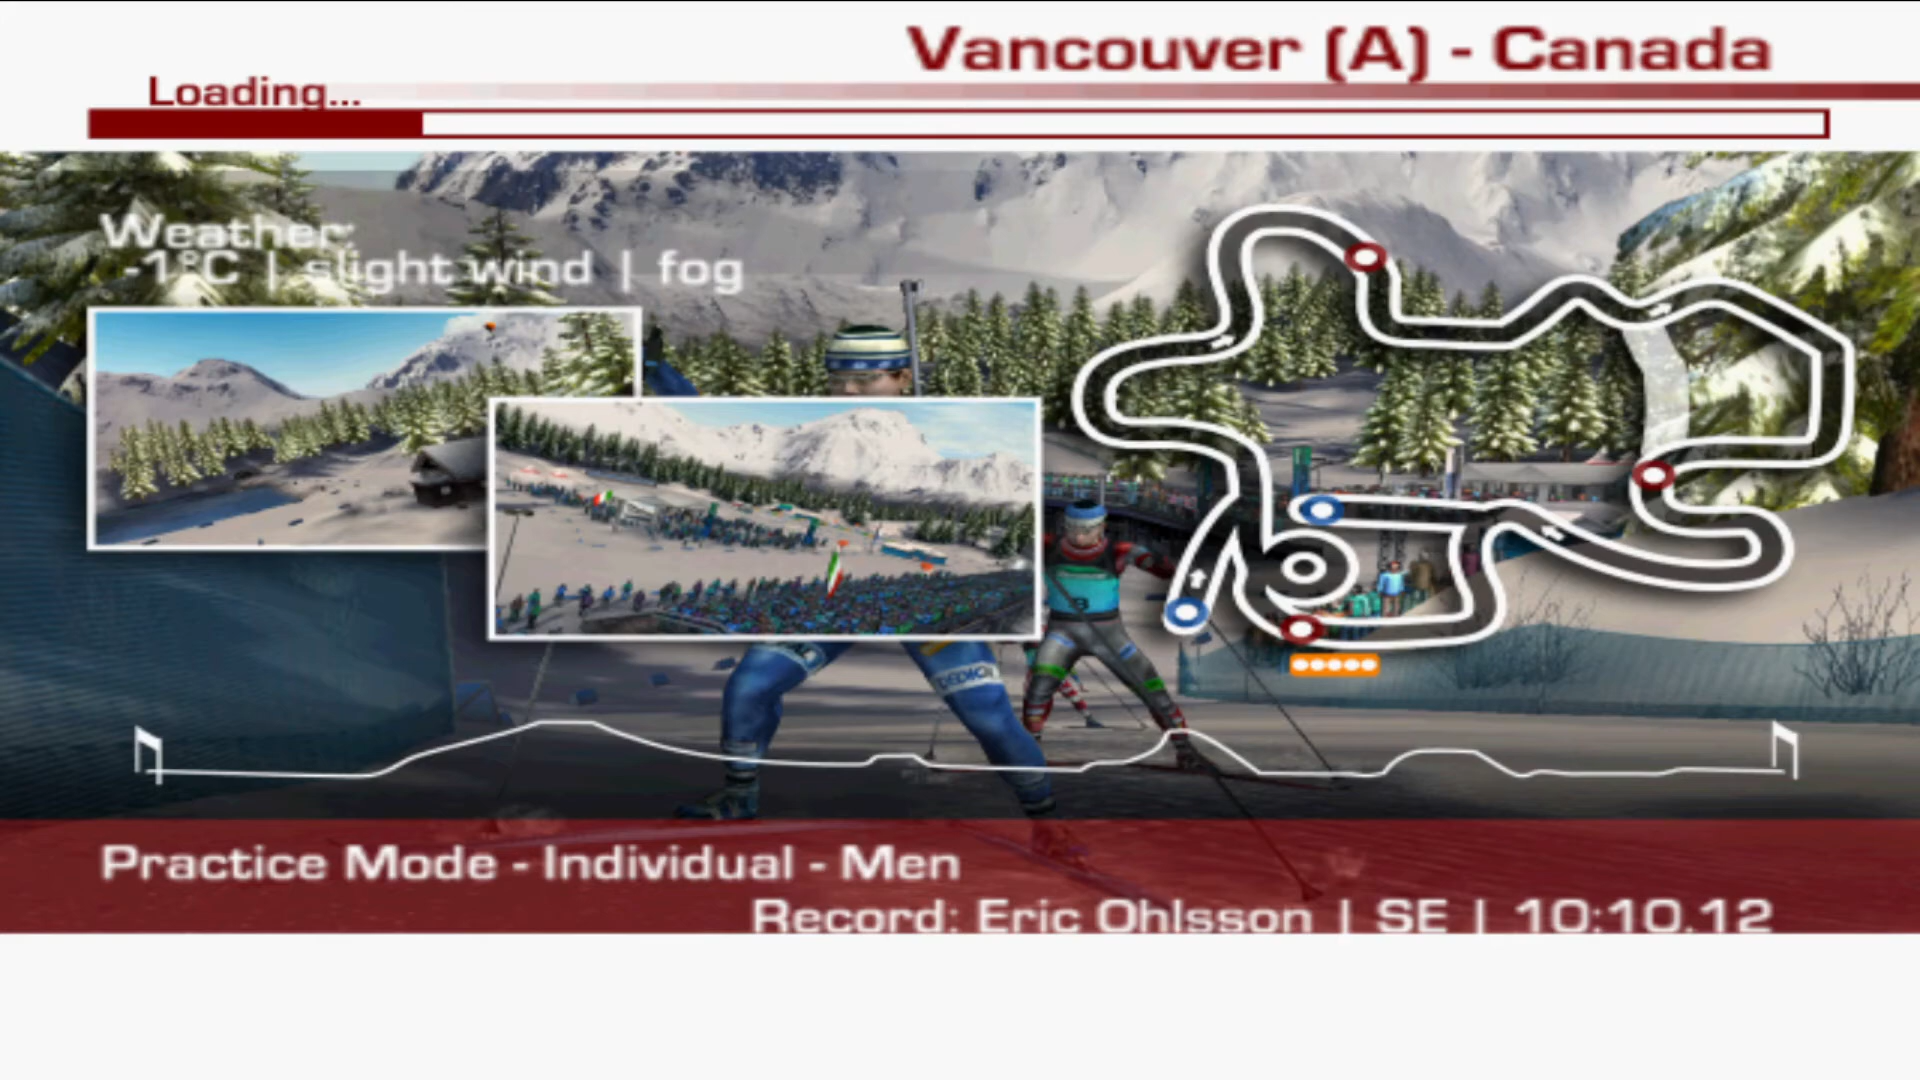 Vancouver (A) - Canada
Loading...
Weather:
-1°C | slight wind | fog
DEDICA
Practice Mode - Individual - Men
Record: Eric Ohlsson | SE | 10:10.12